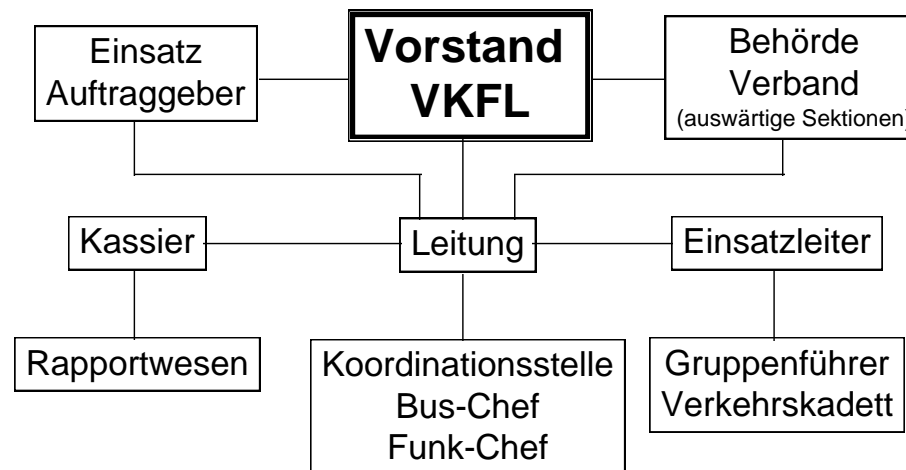 Einsatz
Auftraggeber
Vorstand
VKFL
Behörde
Verband
(auswärtige Sektionen)
Kassier
Leitung
Einsatzleiter
Rapportwesen
Koordinationsstelle
Bus-Chef
Funk-Chef
Gruppenführer
Verkehrskadett